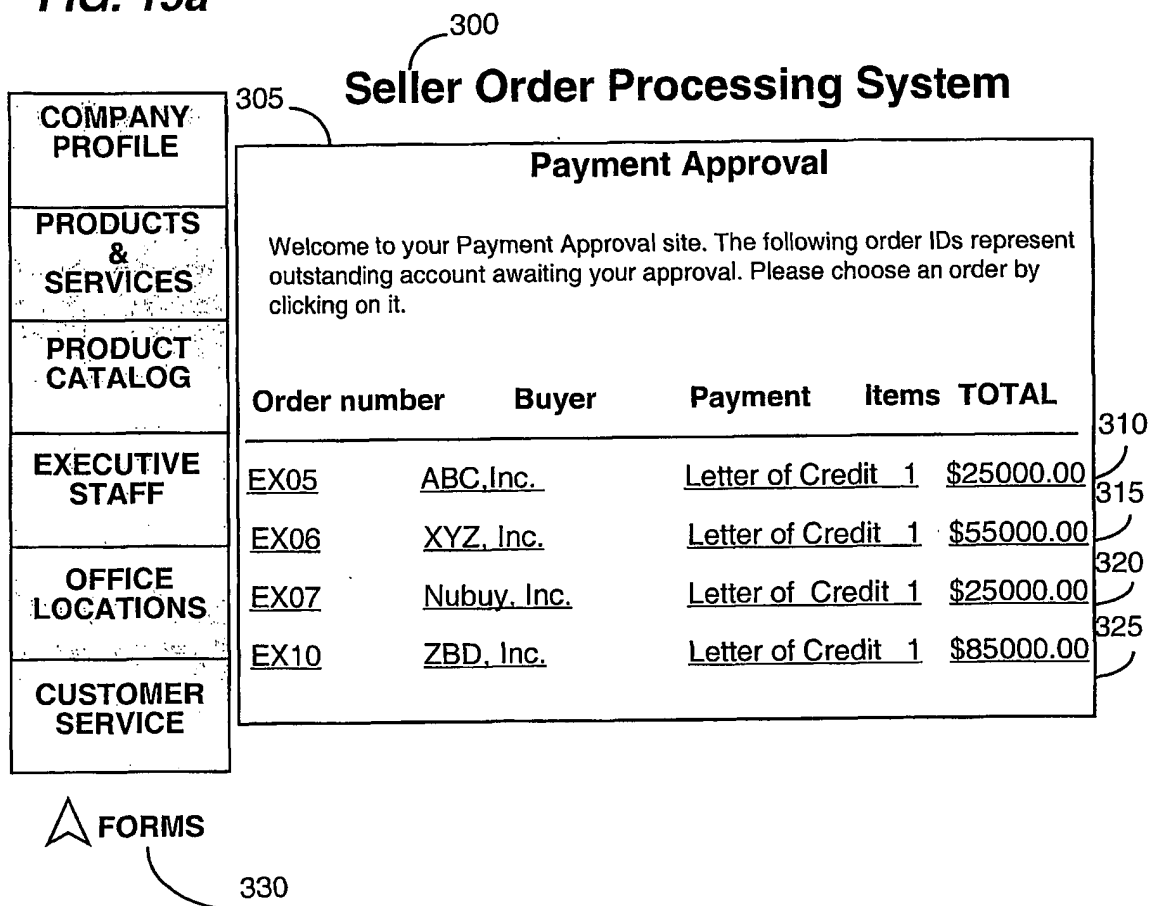 FIG. 19a
300
Seller Order Processing System
305
COMPANY
PROFILE
PRODUCTS
&
SERVICES
PRODUCT
CATALOG
EXECUTIVE
STAFF
OFFICE
LOCATIONS
CUSTOMER
SERVICE
Payment Approval
Welcome to your Payment Approval site. The following order IDs represent
outstanding account awaiting your approval. Please choose an order by
clicking on it.
Order number Buyer Payment Items TOTAL
310
EX05 ABC,Inc. Letter of Credit 1 $25000.00
315
EX06 XYZ, Inc. Letter of Credit 1 $55000.00
320
EX07 Nubuy, Inc. Letter of Credit 1 $25000.00
325
EX10 ZBD, Inc. Letter of Credit 1 $85000.00
FORMS
330